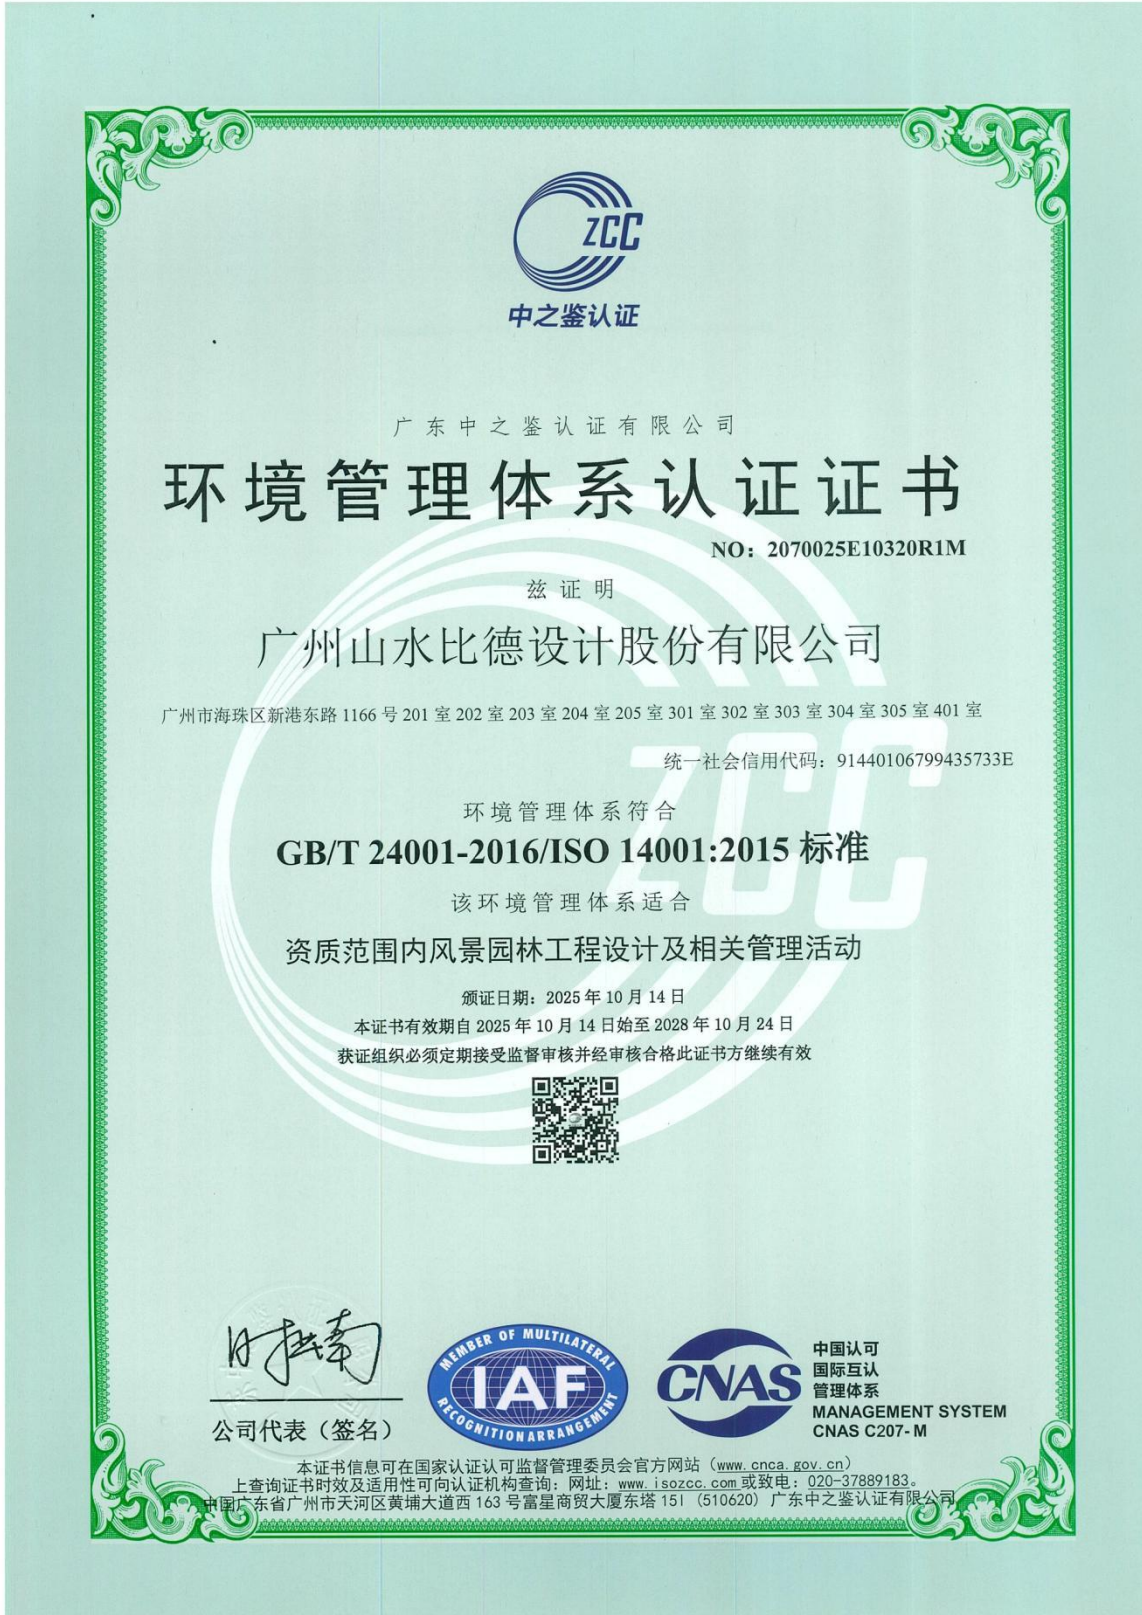 ZCC
中之鉴认证
广东中之鉴认证有限公司
环境管理体系认证证书
NO：2070025E10320R1M
兹证明
广州山水比德设计股份有限公司
广州市海珠区新港东路 1166 号 201 室 202 室 203 室 204 室 205 室 301 室 302 室 303 室 304 室 305 室 401 室
统一社会信用代码：91440106799435733E
ZCC
环境管理体系符合
GB/T 24001-2016/ISO 14001:2015 标准
该环境管理体系适合
资质范围内风景园林工程设计及相关管理活动
颁证日期：2025 年 10 月 14 日
本证书有效期自 2025 年 10 月 14 日始至 2028 年 10 月 24 日
获证组织必须定期接受监督审核并经审核合格此证书方继续有效
公司代表（签名）
MEMBER OF MULTILATERAL
IAF
RECOGNITION ARRANGEMENT
CNAS
中国认可
国际互认
管理体系
MANAGEMENT SYSTEM
CNAS C207-M
本证书信息可在国家认证认可监督管理委员会官方网站（www.cnca.gov.cn）
上查询证书时效及适用性可向认证机构查询：网址：www.isozcc.com 或致电：020-37889183。
中国广东省广州市天河区黄埔大道西 163 号富星商贸大厦东塔 15I (510620) 广东中之鉴认证有限公司